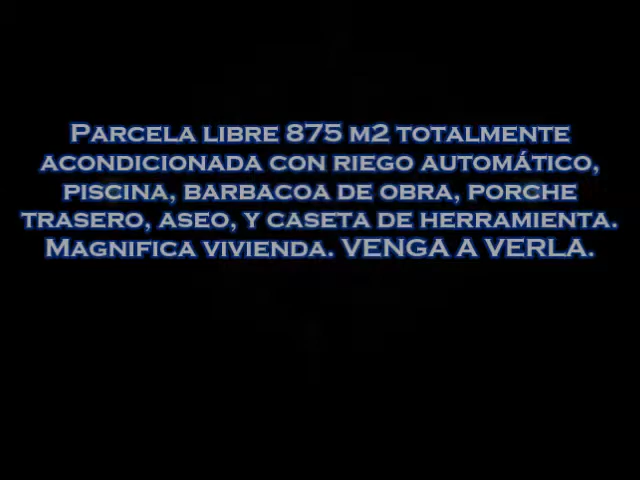 Parcela libre 875 m2 totalmente
acondicionada con riego automático,
piscina, barbacoa de obra, porche
trasero, aseo, y caseta de herramienta.
Magnifica vivienda. VENGA A VERLA.